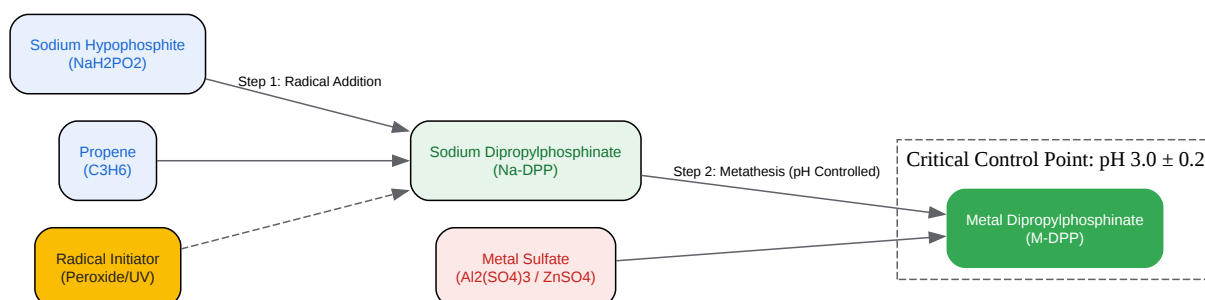 Sodium Hypophosphite
(NaH2PO2)
Step 1: Radical Addition
Propene
(C3H6)
Sodium Dipropylphosphinate
(Na-DPP)
Step 2: Metathesis (pH Controlled)
Critical Control Point: pH 3.0 ± 0.2
Metal Dipropylphosphinate
(M-DPP)
Radical Initiator
(Peroxide/UV)
Metal Sulfate
(Al2(SO4)3 / ZnSO4)